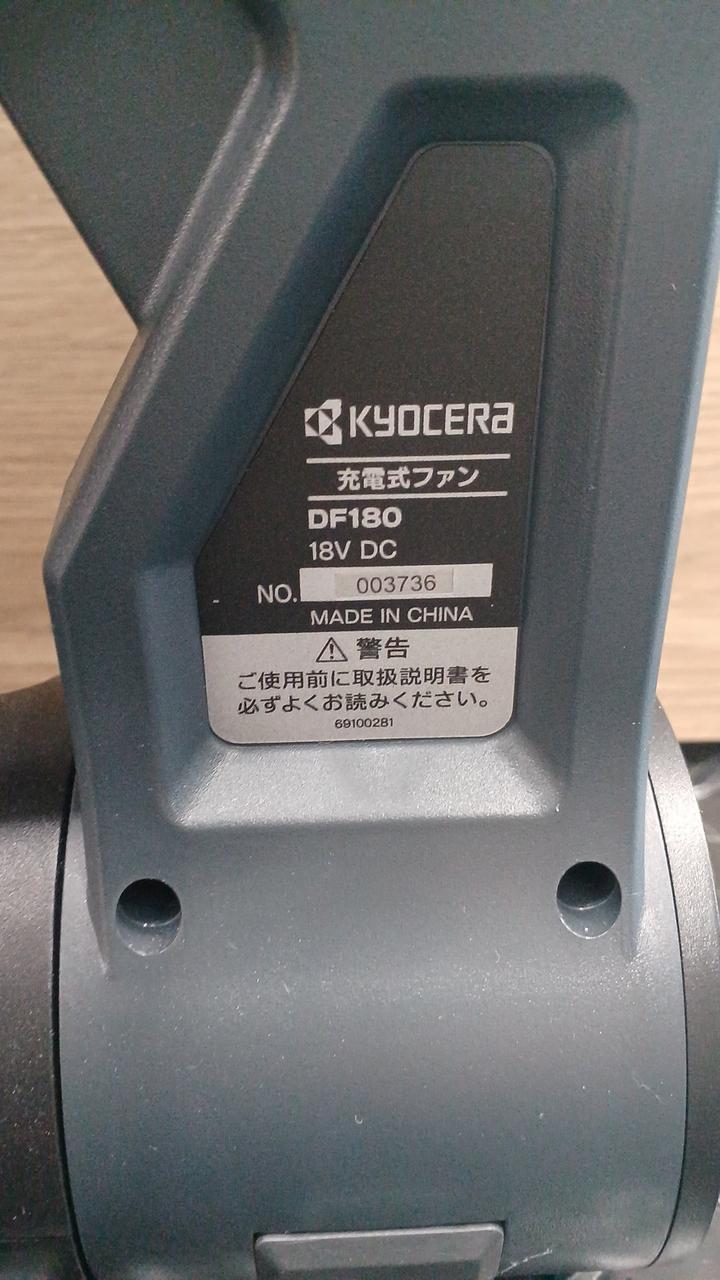 KYOCERA
充電式ファン
DF180
18V DC
NO. 003736
MADE IN CHINA
⚠ 警告
ご使用前に取扱説明書を
必ずよくお読みください。
69100281